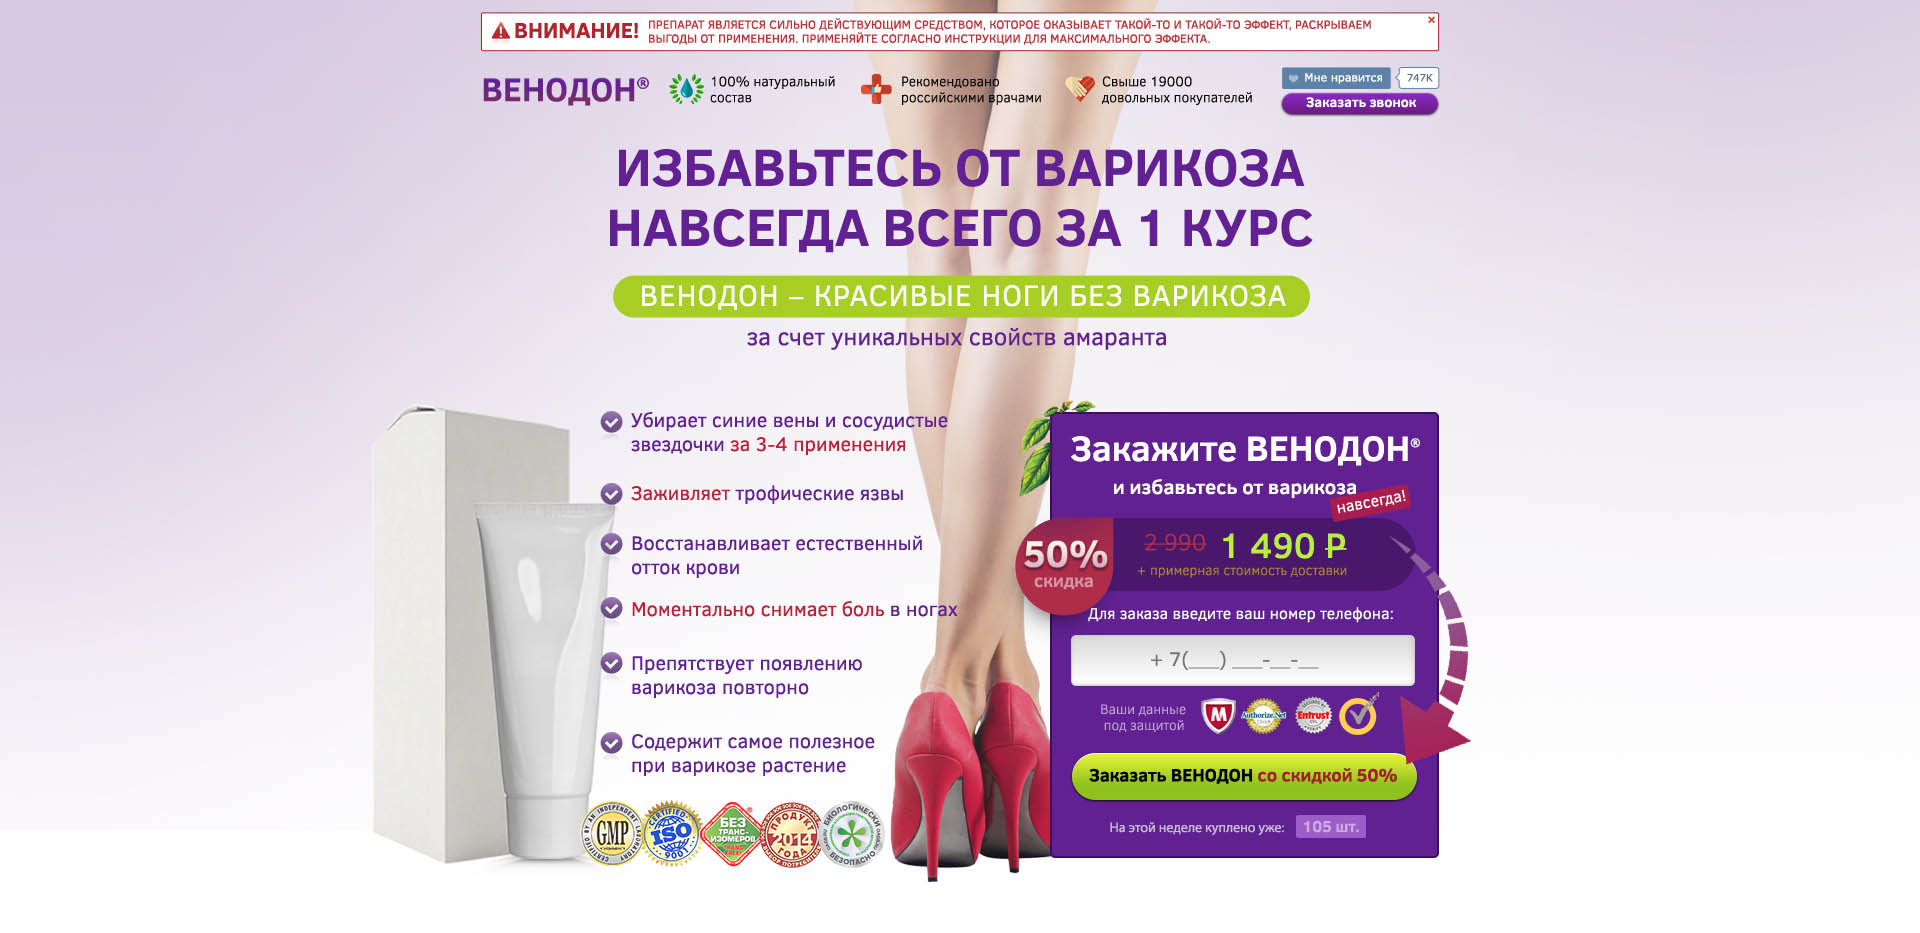 ВНИМАНИЕ!
ПРЕПАРАТ ЯВЛЯЕТСЯ СИЛЬНО ДЕЙСТВУЮЩИМ СРЕДСТВОМ, КОТОРОЕ ОКАЗЫВАЕТ ТАКОЙ-ТО И ТАКОЙ-ТО ЭФФЕКТ, РАСКРЫВАЕМ
ВЫГОДЫ ОТ ПРИМЕНЕНИЯ. ПРИМЕНЯЙТЕ СОГЛАСНО ИНСТРУКЦИИ ДЛЯ МАКСИМАЛЬНОГО ЭФФЕКТА.
ВЕНОДОН®
100% натуральный
состав
Рекомендовано
российскими врачами
Свыше 19000
довольных покупателей
Мне нравится
747K
Заказать звонок
ИЗБАВЬТЕСЬ ОТ ВАРИКОЗА
НАВСЕГДА ВСЕГО ЗА 1 КУРС
ВЕНОДОН – КРАСИВЫЕ НОГИ БЕЗ ВАРИКОЗА
за счет уникальных свойств амаранта
Убирает синие вены и сосудистые
звездочки за 3-4 применения
Заживляет трофические язвы
Восстанавливает естественный
отток крови
Моментально снимает боль в ногах
Препятствует появлению
варикоза повторно
Содержит самое полезное
при варикозе растение
GMP
CERTIFIED
ISO
9001
БЕЗ
ТРАНС-
ИЗОМЕРОВ
ПРОДУКТ
2014
ГОДА
БИОЛОГИЧЕСКИ
БЕЗОПАСНО
Закажите ВЕНОДОН®
и избавьтесь от варикоза
навсегда!
50%
скидка
2 990 1 490 ₽
+ примерная стоимость доставки
Для заказа введите ваш номер телефона:
+ 7(___) ___-__-__
Ваши данные
под защитой
Authorize.Net
Entrust
Заказать ВЕНОДОН со скидкой 50%
На этой неделе куплено уже:
105 шт.